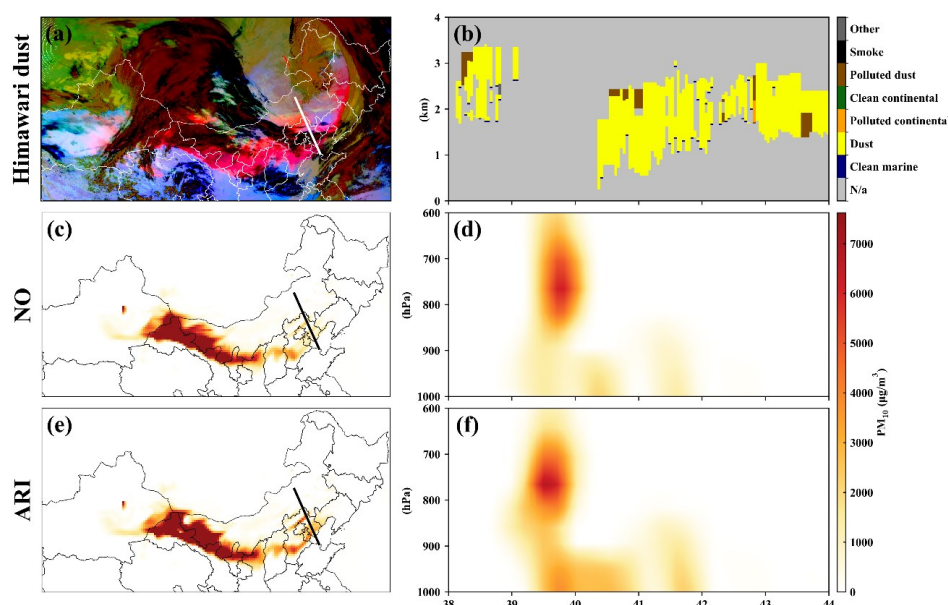 Himawari dust
(a)
(b)
4
3
2
1
0
(km)
Other
Smoke
Polluted dust
Clean continental
Polluted continenta
Dust
Clean marine
N/a
NO
(c)
(d)
600
700
800
900
1000
(hPa)
ARI
(e)
(f)
600
700
800
900
1000
(hPa)
38
39
40
41
42
43
44
7000
6000
5000
4000
3000
2000
1000
0
PM10 (μg/m³)